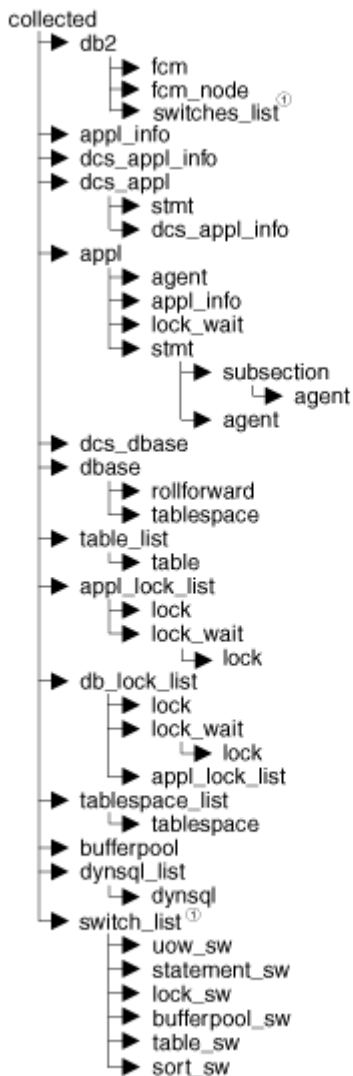 collected
db2
fcm
fcm_node
switches_list①
appl_info
dcs_appl_info
dcs_appl
stmt
dcs_appl_info
appl
agent
appl_info
lock_wait
stmt
subsection
agent
agent
dcs_dbase
dbase
rollforward
tablespace
table_list
table
appl_lock_list
lock
lock_wait
lock
db_lock_list
lock
lock_wait
lock
appl_lock_list
tablespace_list
tablespace
bufferpool
dynsql_list
dynsql
switch_list①
uow_sw
statement_sw
lock_sw
bufferpool_sw
table_sw
sort_sw